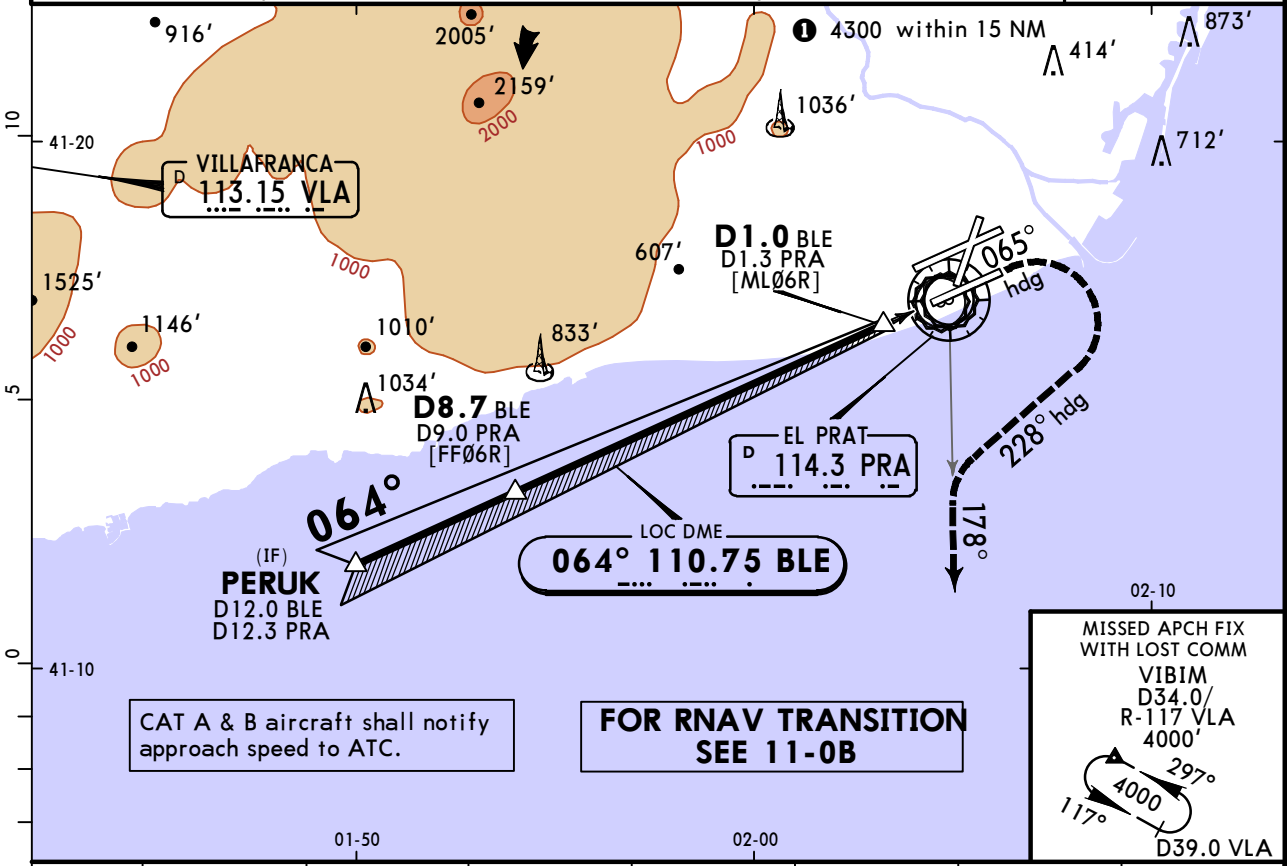 916'
2005'
❶ 4300 within 15 NM
873'
414'
2159'
2000
1036'
1000
712'
10
41-20
VILLAFRANCA
D 113.15 VLA
1525'
1000
1000
607'
D1.0 BLE
D1.3 PRA
[MLØ6R]
065°
hdg
1146'
1000
1010'
833'
1034'
5
D8.7 BLE
D9.0 PRA
[FFØ6R]
EL PRAT
D 114.3 PRA
228° hdg
178°
064°
LOC DME
064° 110.75 BLE
(IF)
PERUK
D12.0 BLE
D12.3 PRA
02-10
0
41-10
MISSED APCH FIX
WITH LOST COMM
VIBIM
D34.0/
R-117 VLA
4000'
297°
4000
117°
D39.0 VLA
CAT A & B aircraft shall notify
approach speed to ATC.
FOR RNAV TRANSITION
SEE 11-0B
01-50
02-00